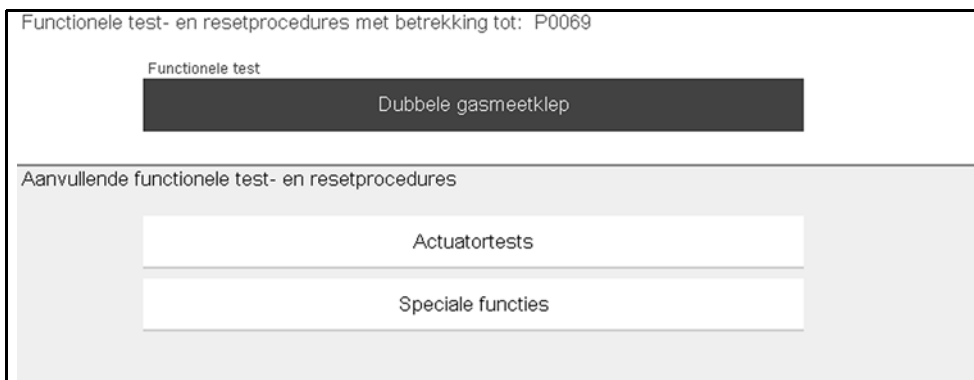 Functionele test- en resetprocedures met betrekking tot: P0069
Functionele test
Dubbele gasmeetklep
Aanvullende functionele test- en resetprocedures
Actuatortests
Speciale functies